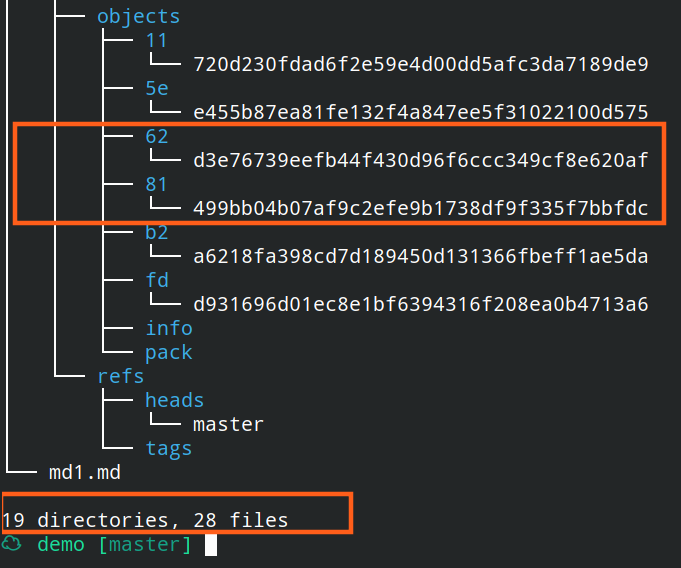 objects
11
720d230fdad6f2e59e4d00dd5afc3da7189de9
5e
e455b87ea81fe132f4a847ee5f31022100d575
62
d3e76739eefb44f430d96f6ccc349cf8e620af
81
499bb04b07af9c2efe9b1738df9f335f7bbfdc
b2
a6218fa398cd7d189450d131366fbeff1ae5da
fd
d931696d01ec8e1bf6394316f208ea0b4713a6
info
pack
refs
heads
master
tags
md1.md
19 directories, 28 files
demo [master]